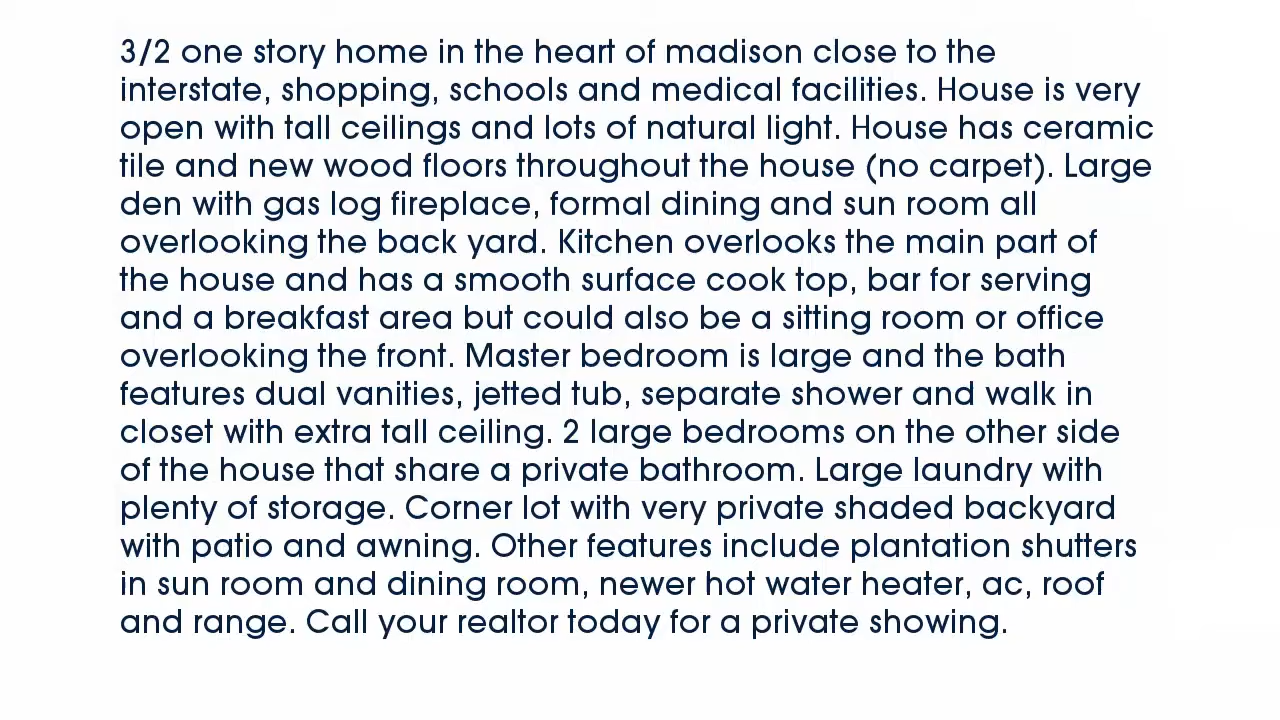 3/2 one story home in the heart of madison close to the
interstate, shopping, schools and medical facilities. House is very
open with tall ceilings and lots of natural light. House has ceramic
tile and new wood floors throughout the house (no carpet). Large
den with gas log fireplace, formal dining and sun room all
overlooking the back yard. Kitchen overlooks the main part of
the house and has a smooth surface cook top, bar for serving
and a breakfast area but could also be a sitting room or office
overlooking the front. Master bedroom is large and the bath
features dual vanities, jetted tub, separate shower and walk in
closet with extra tall ceiling. 2 large bedrooms on the other side
of the house that share a private bathroom. Large laundry with
plenty of storage. Corner lot with very private shaded backyard
with patio and awning. Other features include plantation shutters
in sun room and dining room, newer hot water heater, ac, roof
and range. Call your realtor today for a private showing.